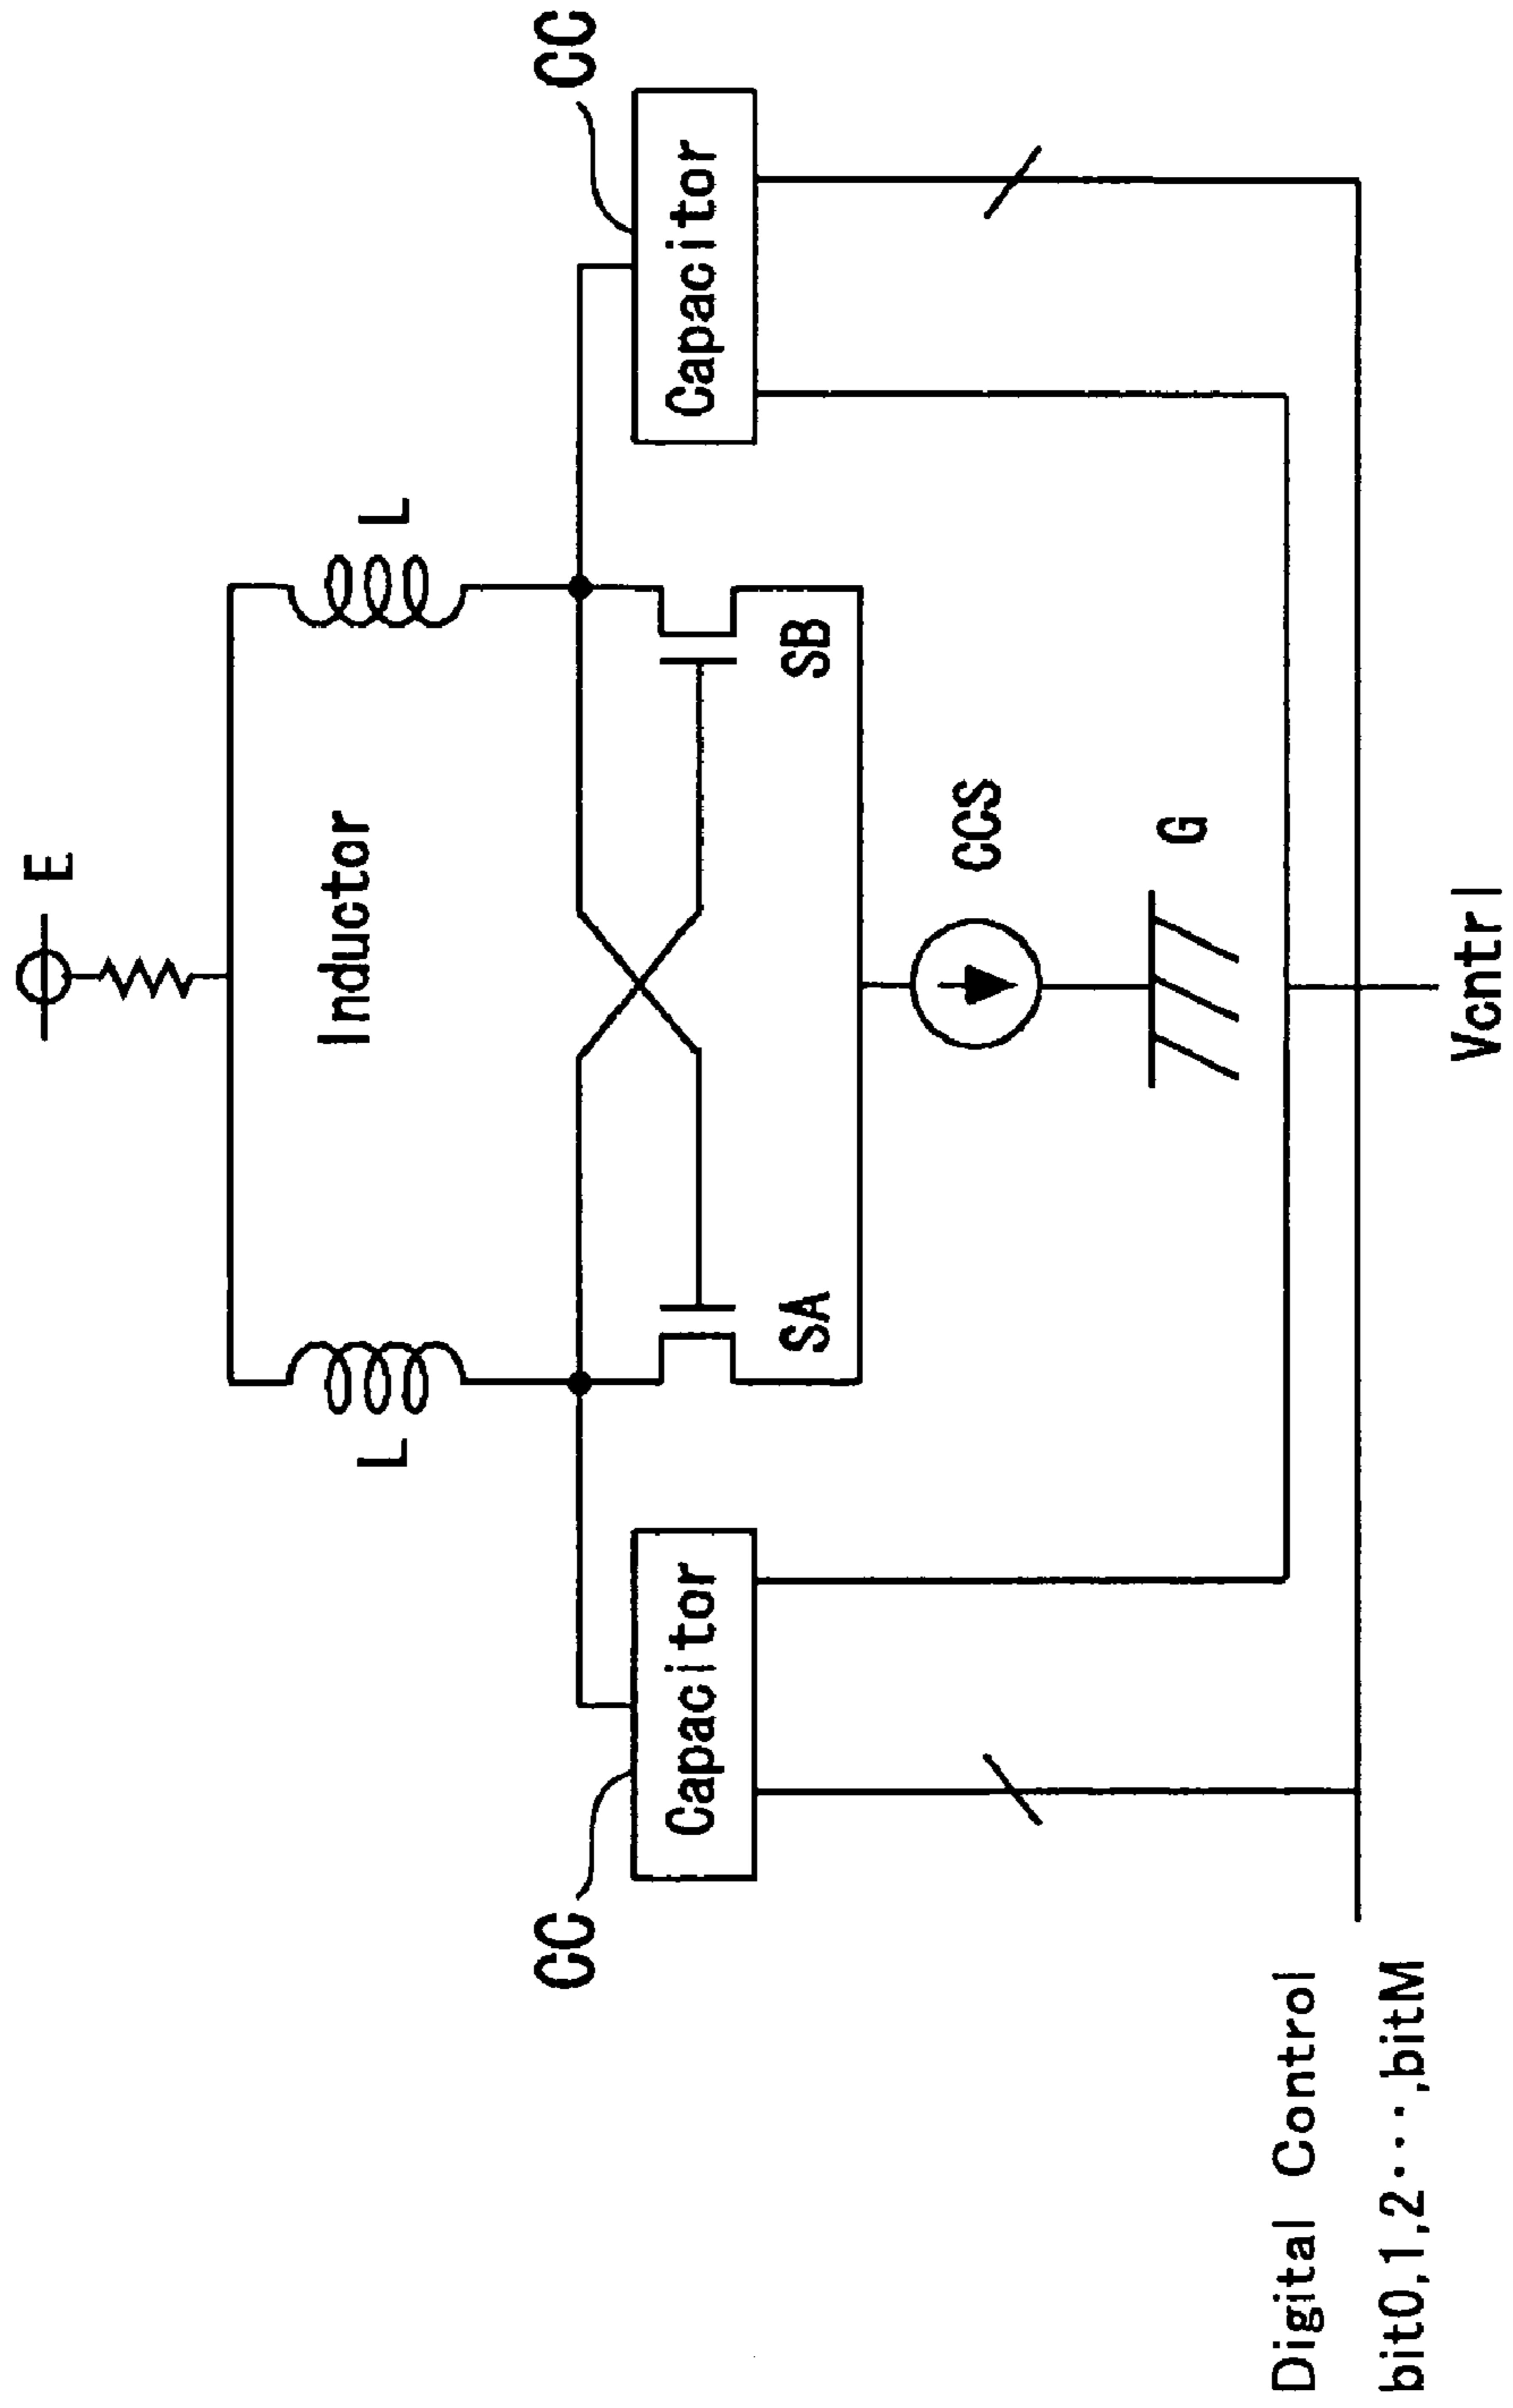 E
L
Inductor
L
CC
CC
Capacitor
Capacitor
SA
SB
CCS
G
Digital Control
bit0,1,2···,bitM
Vcntrl